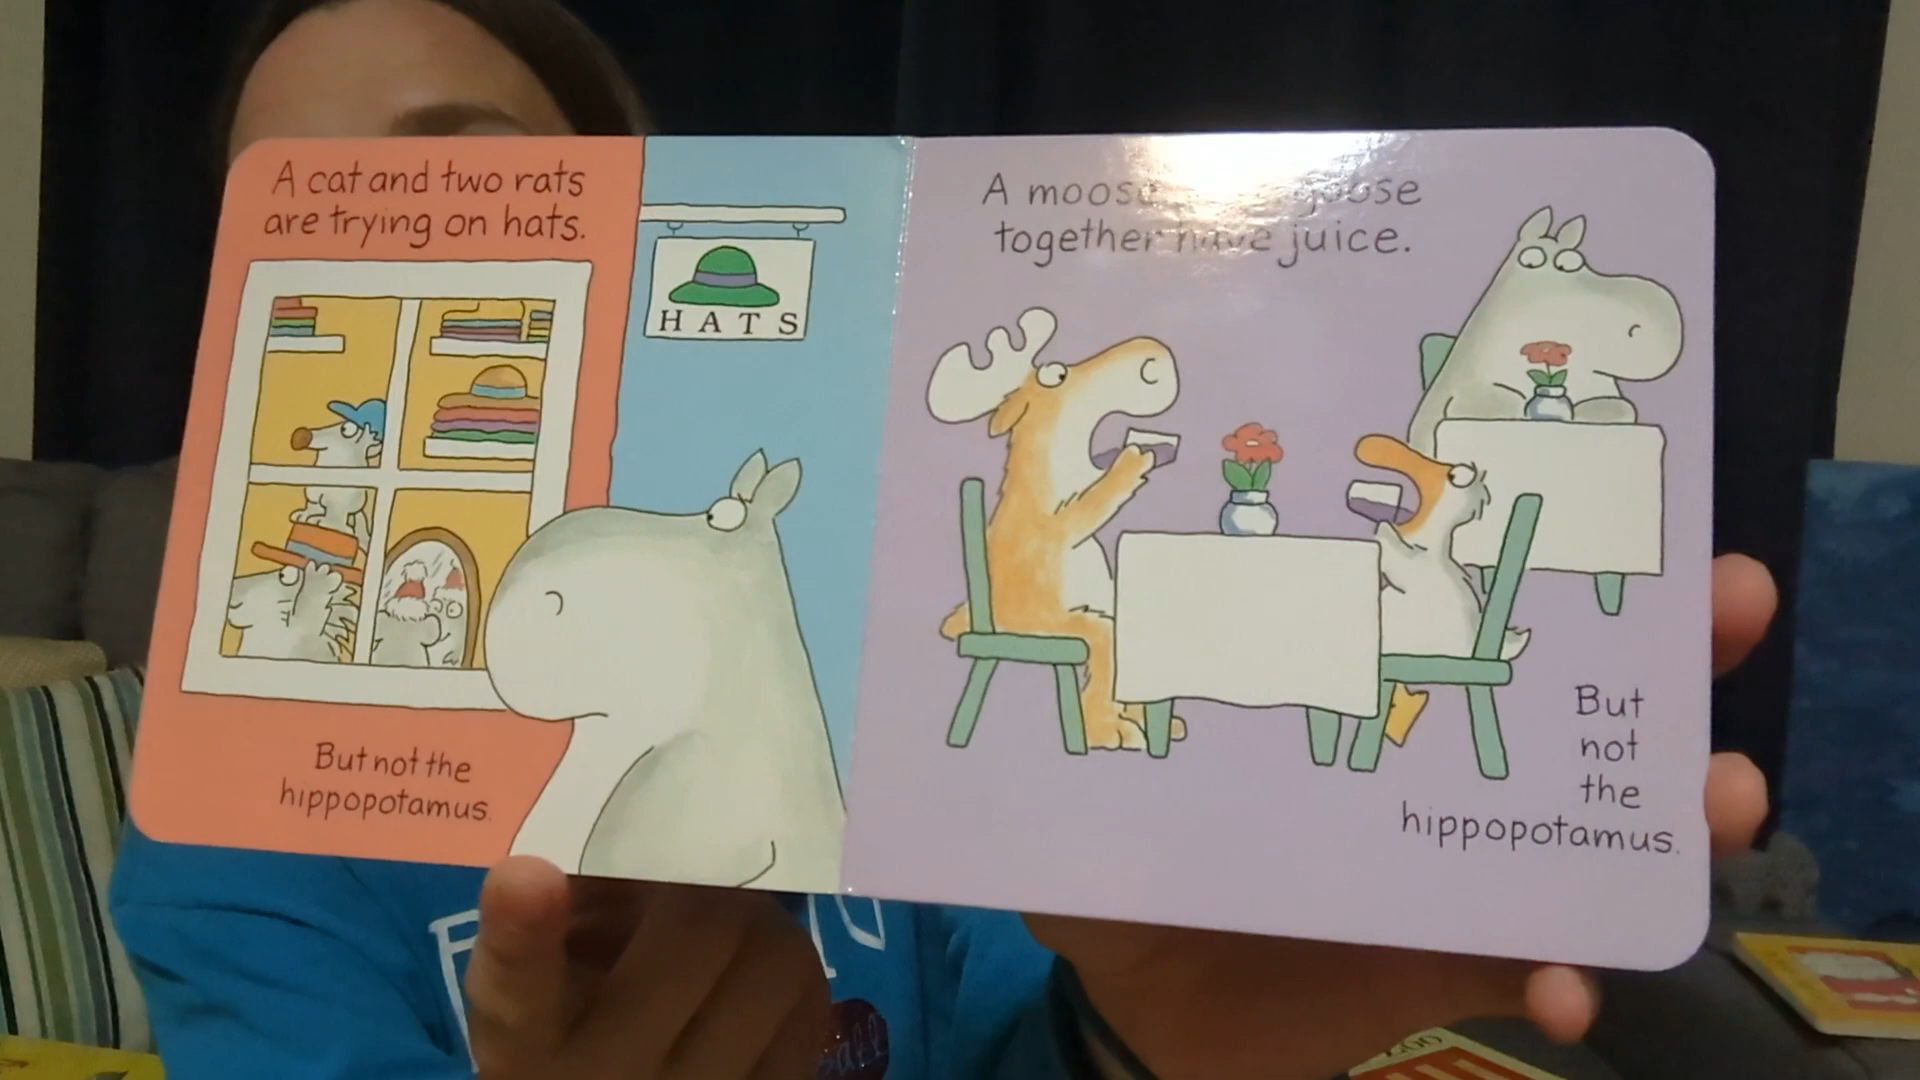 A cat and two rats
are trying on hats.
HATS
But not the
hippopotamus.
A moose goose
together have juice.
But
not
the
hippopotamus.